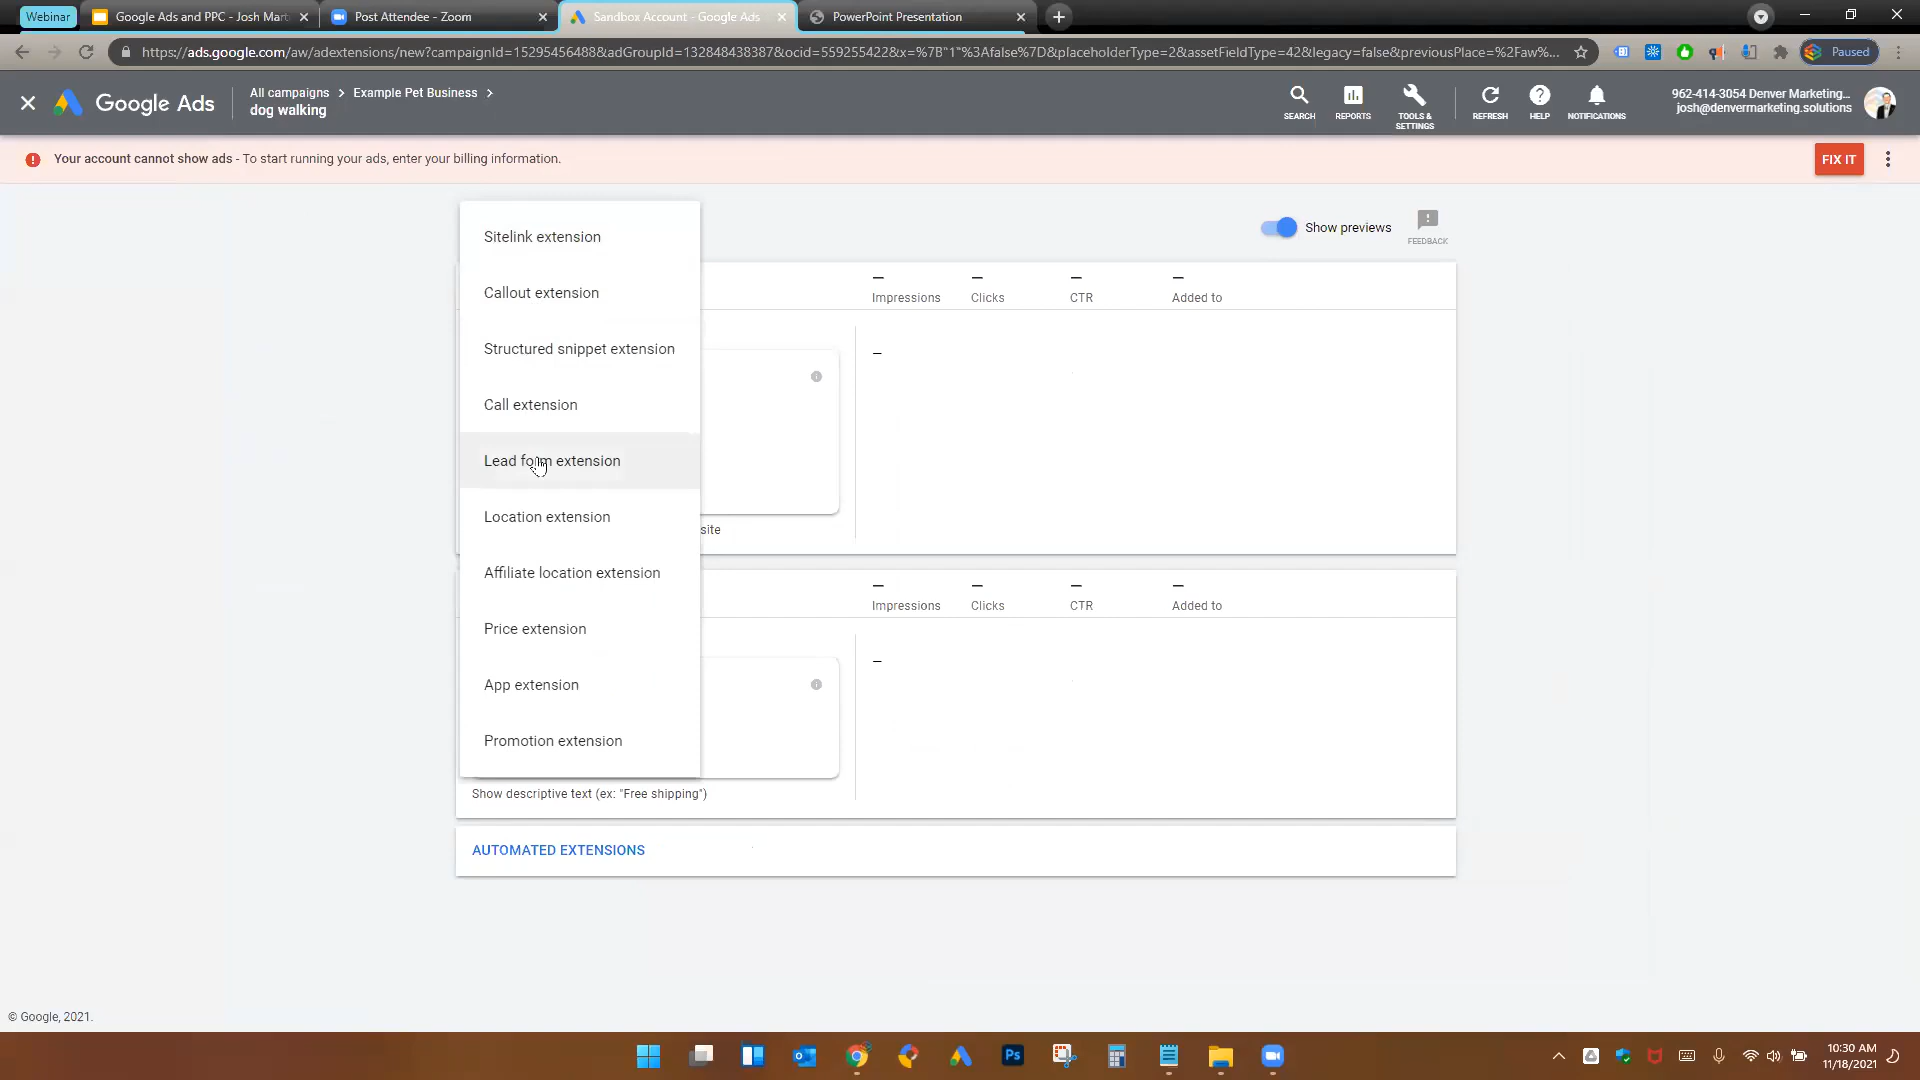 Webinar
Google Ads and PPC - Josh Mart
Post Attendee - Zoom
Sandbox Account - Google Ads
PowerPoint Presentation
https://ads.google.com/aw/adextensions/new?campaignId=15295456488&adGroupId=132848438387&ocid=559255422&x=%7B"1"%3Afalse%7D&placeholderType=2&assetFieldType=42&legacy=false&previousPlace=%2Faw%...
Paused
Google Ads
All campaigns > Example Pet Business >
dog walking
SEARCH
REPORTS
TOOLS &
SETTINGS
REFRESH
HELP
NOTIFICATIONS
962-414-3054 Denver Marketing...
josh@denvermarketing.solutions
Your account cannot show ads - To start running your ads, enter your billing information.
FIX IT
Sitelink extension
Callout extension
Structured snippet extension
Call extension
Lead form extension
Location extension
Affiliate location extension
Price extension
App extension
Promotion extension
Show previews
FEEDBACK
– – – –
Impressions Clicks CTR Added to
–
site
– – – –
Impressions Clicks CTR Added to
–
Show descriptive text (ex: "Free shipping")
AUTOMATED EXTENSIONS
© Google, 2021.
Ps
10:30 AM
11/18/2021